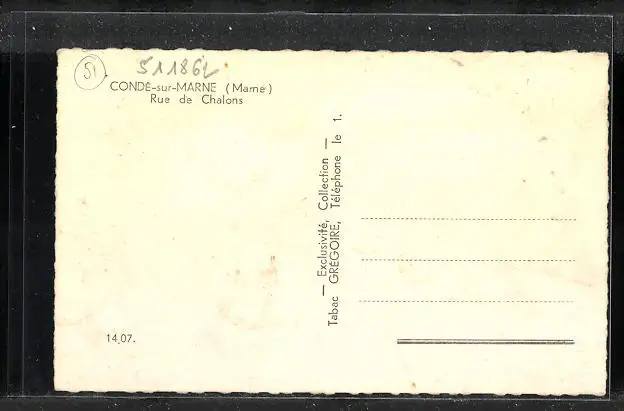 51
511862
CONDÉ-sur-MARNE (Marne)
Rue de Chalons
— Exclusivité, Collection —
Tabac GRÉGOIRE, Téléphone le 1.
14.07.